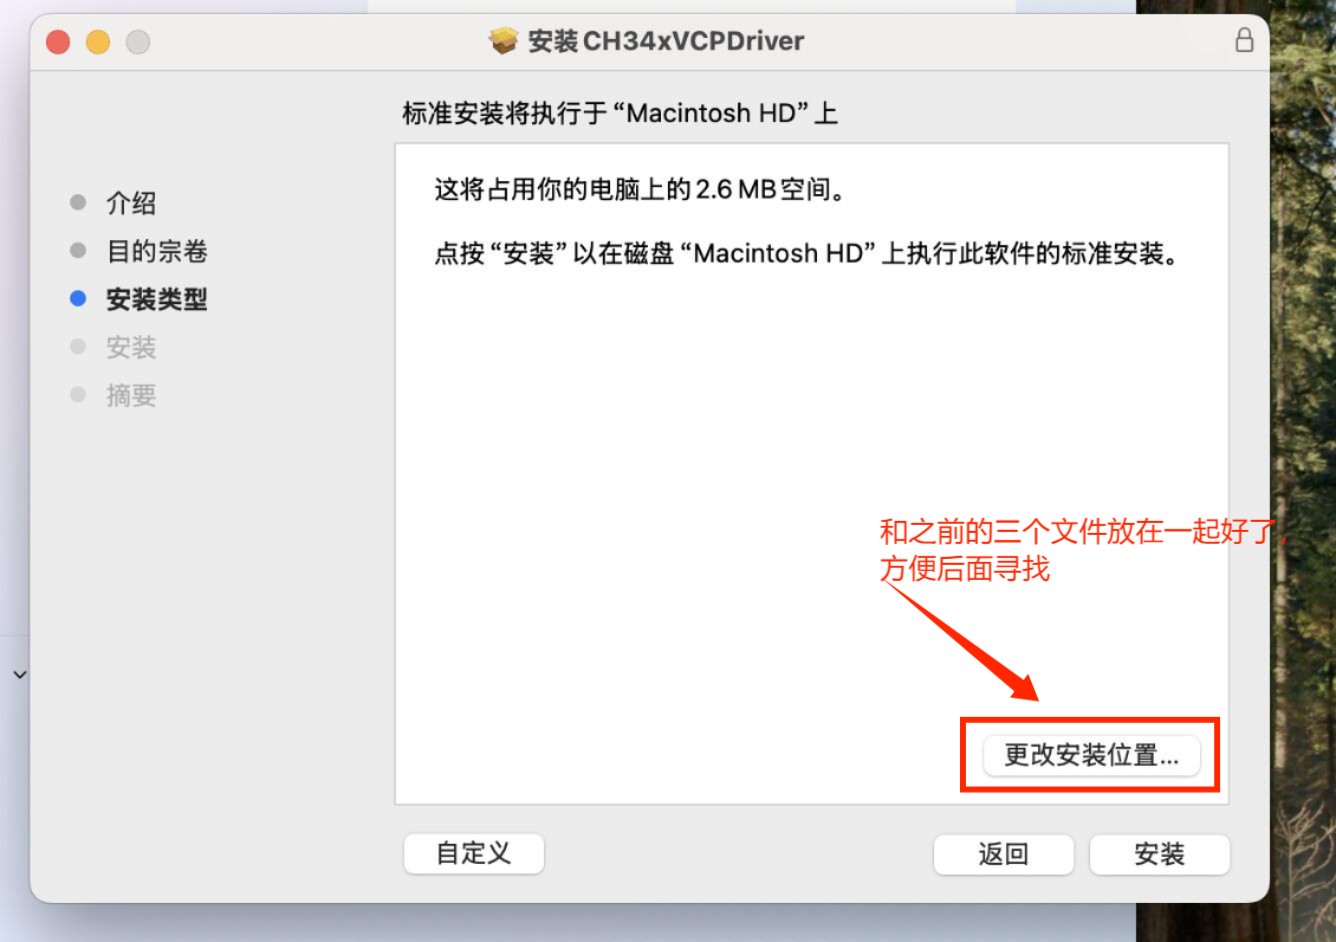 安装 CH34xVCPDriver
标准安装将执行于“Macintosh HD”上
介绍
目的宗卷
安装类型
安装
摘要
这将占用你的电脑上的 2.6 MB 空间。
点按“安装”以在磁盘“Macintosh HD”上执行此软件的标准安装。
和之前的三个文件放在一起好了，
方便后面寻找
更改安装位置...
自定义
返回
安装